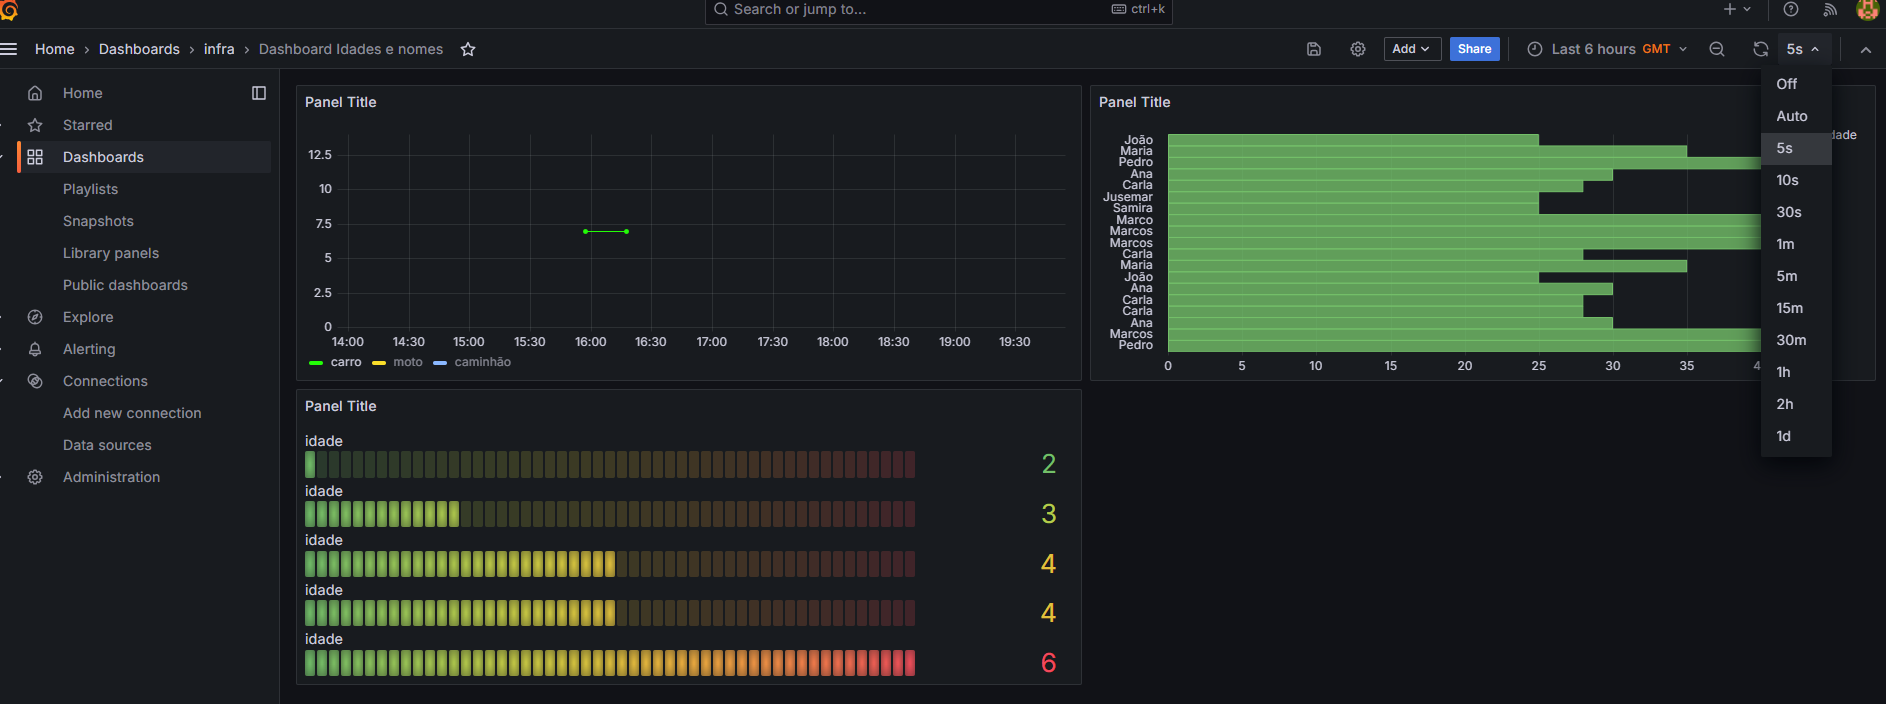 Search or jump to... ctrl+k
Home › Dashboards › infra › Dashboard Idades e nomes
Add Share Last 6 hours GMT 5s
Home
Starred
Dashboards
Playlists
Snapshots
Library panels
Public dashboards
Explore
Alerting
Connections
Add new connection
Data sources
Administration
Panel Title
12.5
10
7.5
5
2.5
0
14:00 14:30 15:00 15:30 16:00 16:30 17:00 17:30 18:00 18:30 19:00 19:30
carro moto caminhão
Panel Title
João
Maria
Pedro
Ana
Carla
Jusemar
Samira
Marco
Marcos
Marcos
Carla
Maria
João
Ana
Carla
Carla
Ana
Marcos
Pedro
0 5 10 15 20 25 30 35
Off
Auto
5s
10s
30s
1m
5m
15m
30m
1h
2h
1d
Panel Title
idade
2
idade
3
idade
4
idade
4
idade
6